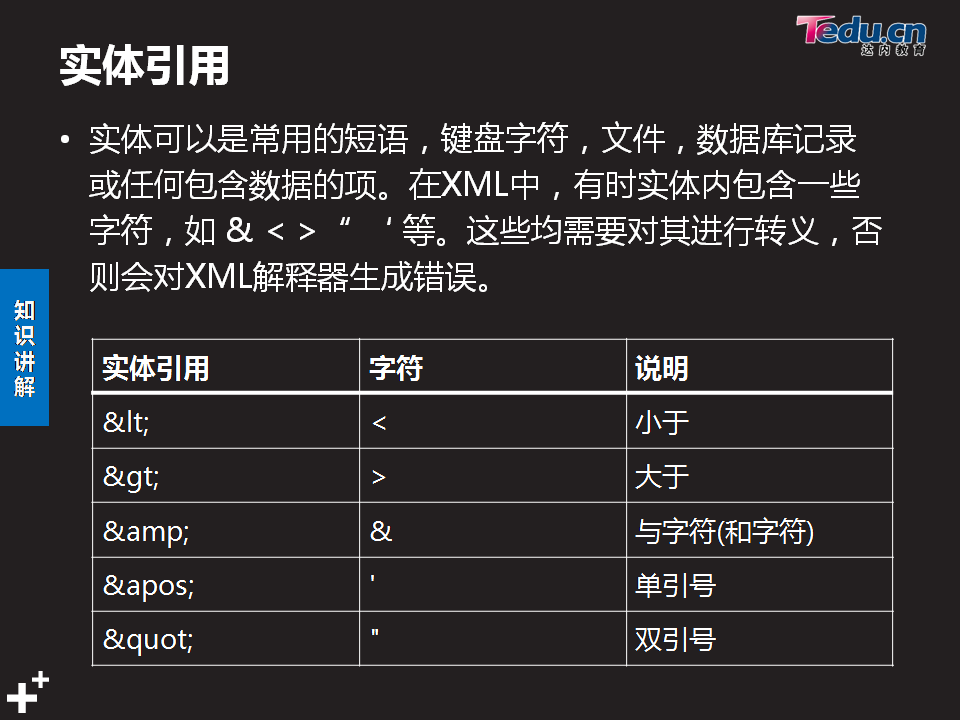 Tedu.cn
达内教育
实体引用
• 实体可以是常用的短语，键盘字符，文件，数据库记录
或任何包含数据的项。在XML中，有时实体内包含一些
字符，如 & < > “ ‘ 等。这些均需要对其进行转义，否
则会对XML解释器生成错误。
知识讲解
实体引用 字符 说明
&lt; < 小于
&gt; > 大于
&amp; & 与字符(和字符)
&apos; ' 单引号
&quot; " 双引号